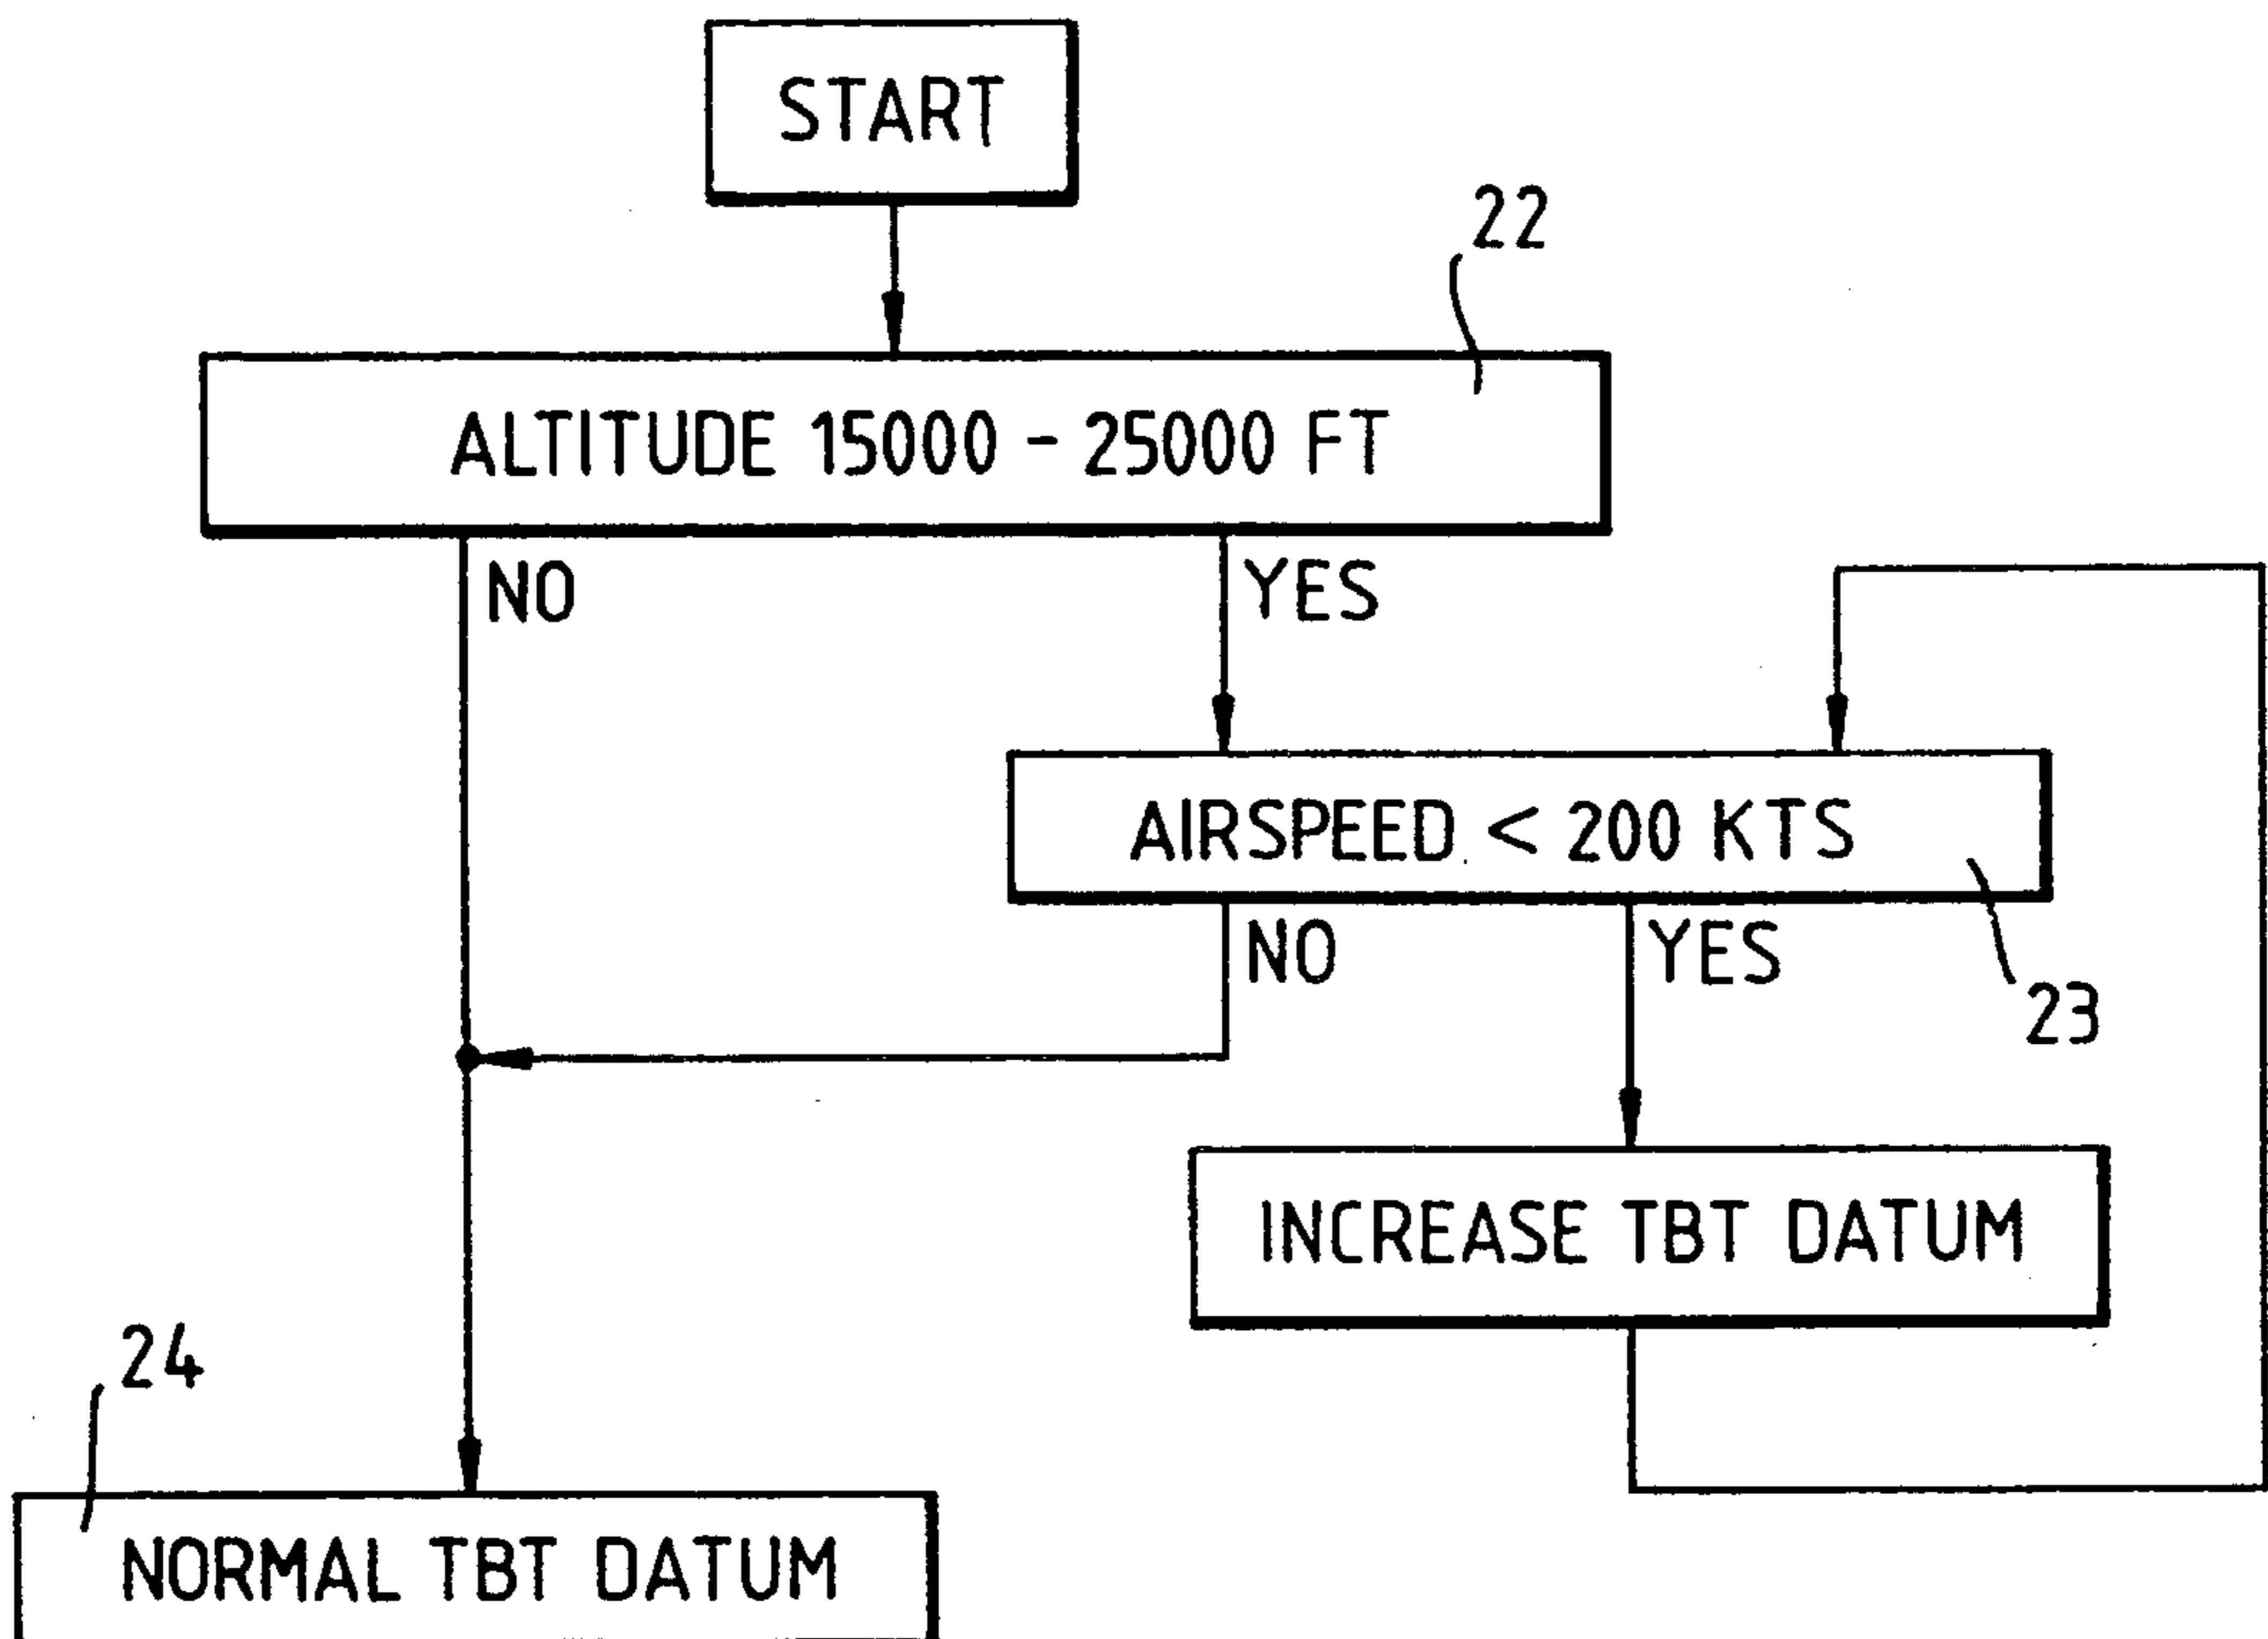 START
22
ALTITUDE 15000 - 25000 FT
NO
YES
AIRSPEED < 200 KTS
NO
YES
23
INCREASE TBT DATUM
24
NORMAL TBT DATUM